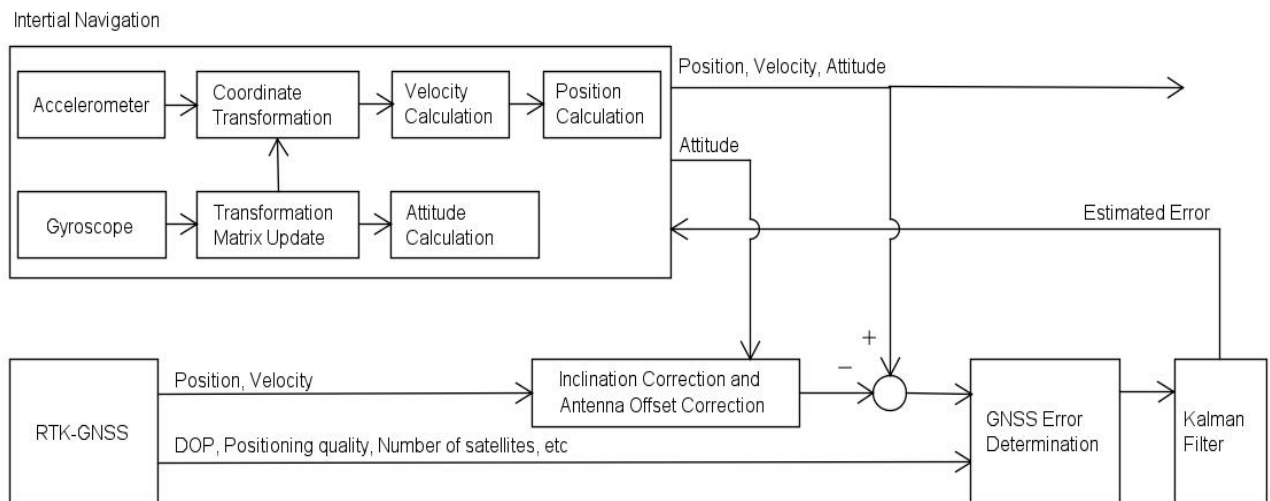 Intertial Navigation
Position, Velocity, Attitude
Accelerometer
Coordinate
Transformation
Velocity
Calculation
Position
Calculation
Attitude
Gyroscope
Transformation
Matrix Update
Attitude
Calculation
Estimated Error
+
−
RTK-GNSS
Position, Velocity
Inclination Correction and
Antenna Offset Correction
DOP, Positioning quality, Number of satellites, etc
GNSS Error
Determination
Kalman
Filter